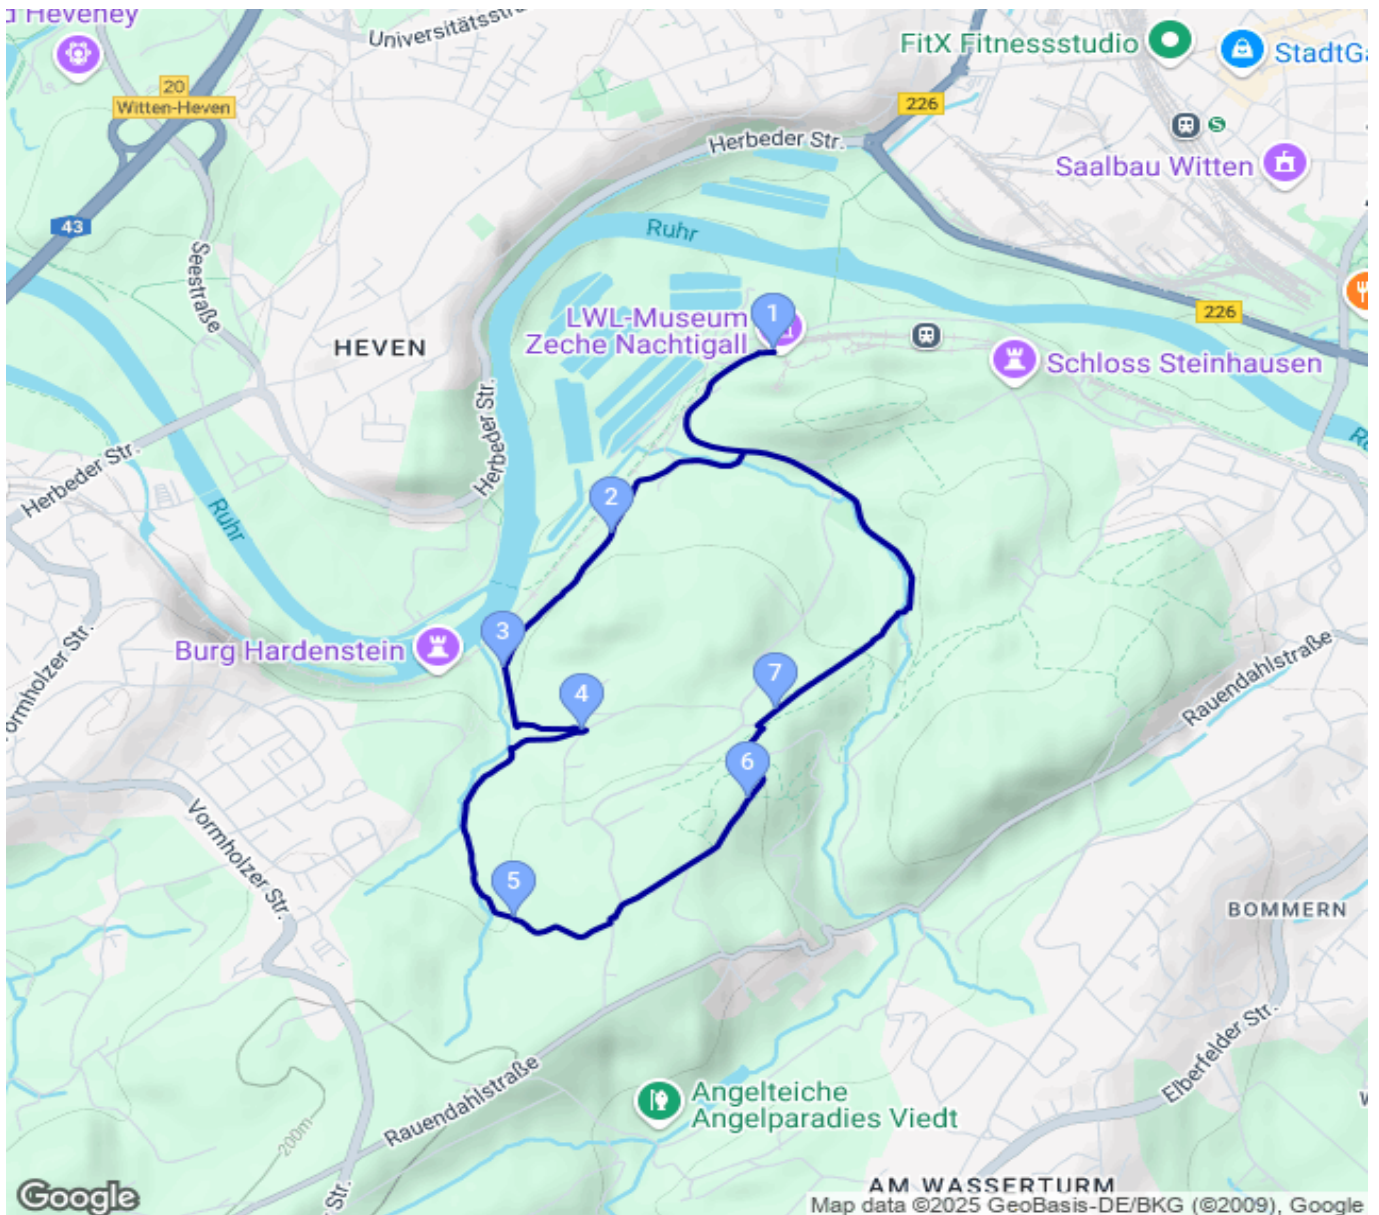 d Heveney
Universitätsstra
FitX Fitnessstudio
StadtGa
20
Witten-Heven
226
Herbeder Str.
Saalbau Witten
S
43
Ruhr
Seestraße
226
1
LWL-Museum
Zeche Nachtigall
HEVEN
Schloss Steinhausen
Herbeder Str.
Herbeder Str.
Ruhr
2
3
Burg Hardenstein
Vormholzer Str.
Rauendahlstraße
4
7
6
Vormholzer Str.
5
BOMMERN
Rauendahlstraße
200m
Elberfelder Str.
Angelteiche
Angelparadies Viedt
AM WASSERTURM
Google
Map data ©2025 GeoBasis-DE/BKG (©2009), Google